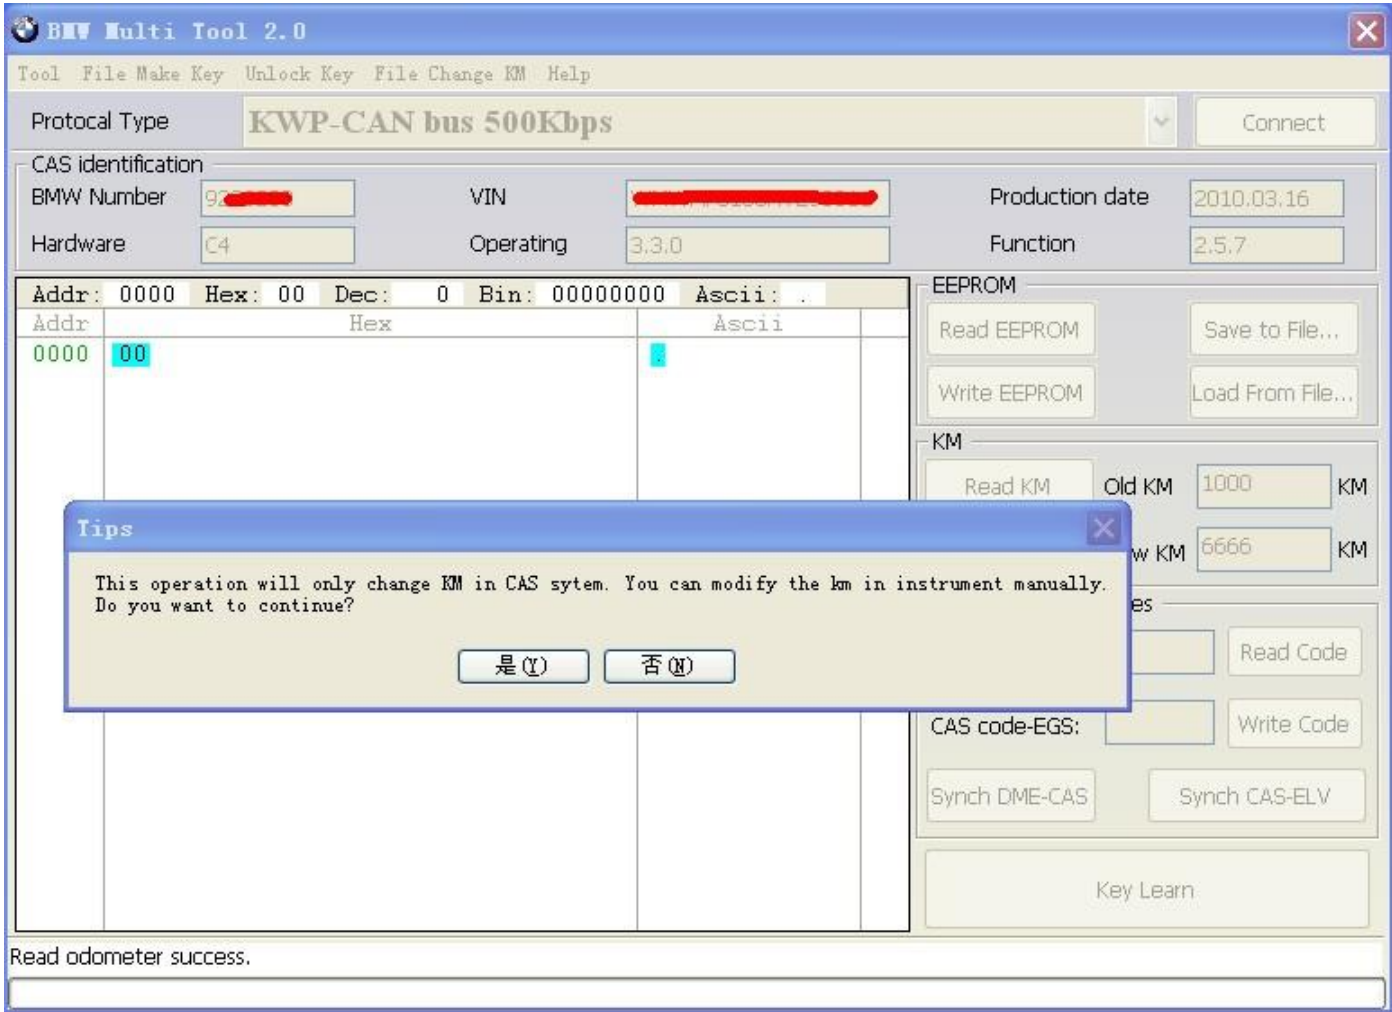 BMW Multi Tool 2.0
Tool File Make Key Unlock Key File Change KM Help
Protocal Type KWP-CAN bus 500Kbps Connect
CAS identification
BMW Number VIN Production date 2010.03.16
Hardware C4 Operating 3.3.0 Function 2.5.7
Addr: 0000 Hex: 00 Dec: 0 Bin: 00000000 Ascii: .
Addr Hex Ascii
0000 00 .
EEPROM
Read EEPROM Save to File...
Write EEPROM Load From File...
KM
Read KM Old KM 1000 KM
KM 6666 KM
Tips
This operation will only change KM in CAS sytem. You can modify the km in instrument manually.
Do you want to continue?
是(Y) 否(N)
Read Code
CAS code-EGS: Write Code
Synch DME-CAS Synch CAS-ELV
Key Learn
Read odometer success.